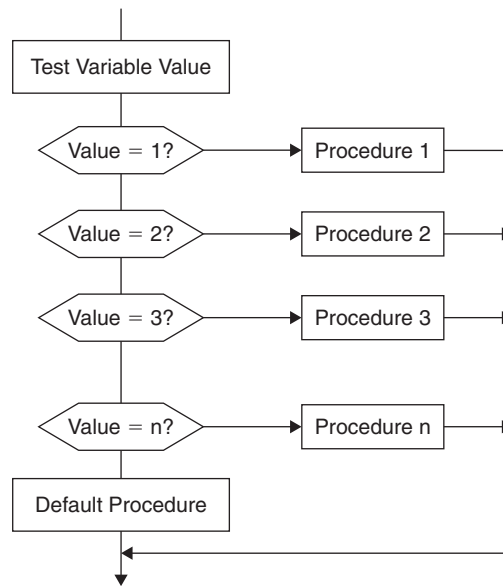 Test Variable Value
Value = 1?
Procedure 1
Value = 2?
Procedure 2
Value = 3?
Procedure 3
Value = n?
Procedure n
Default Procedure